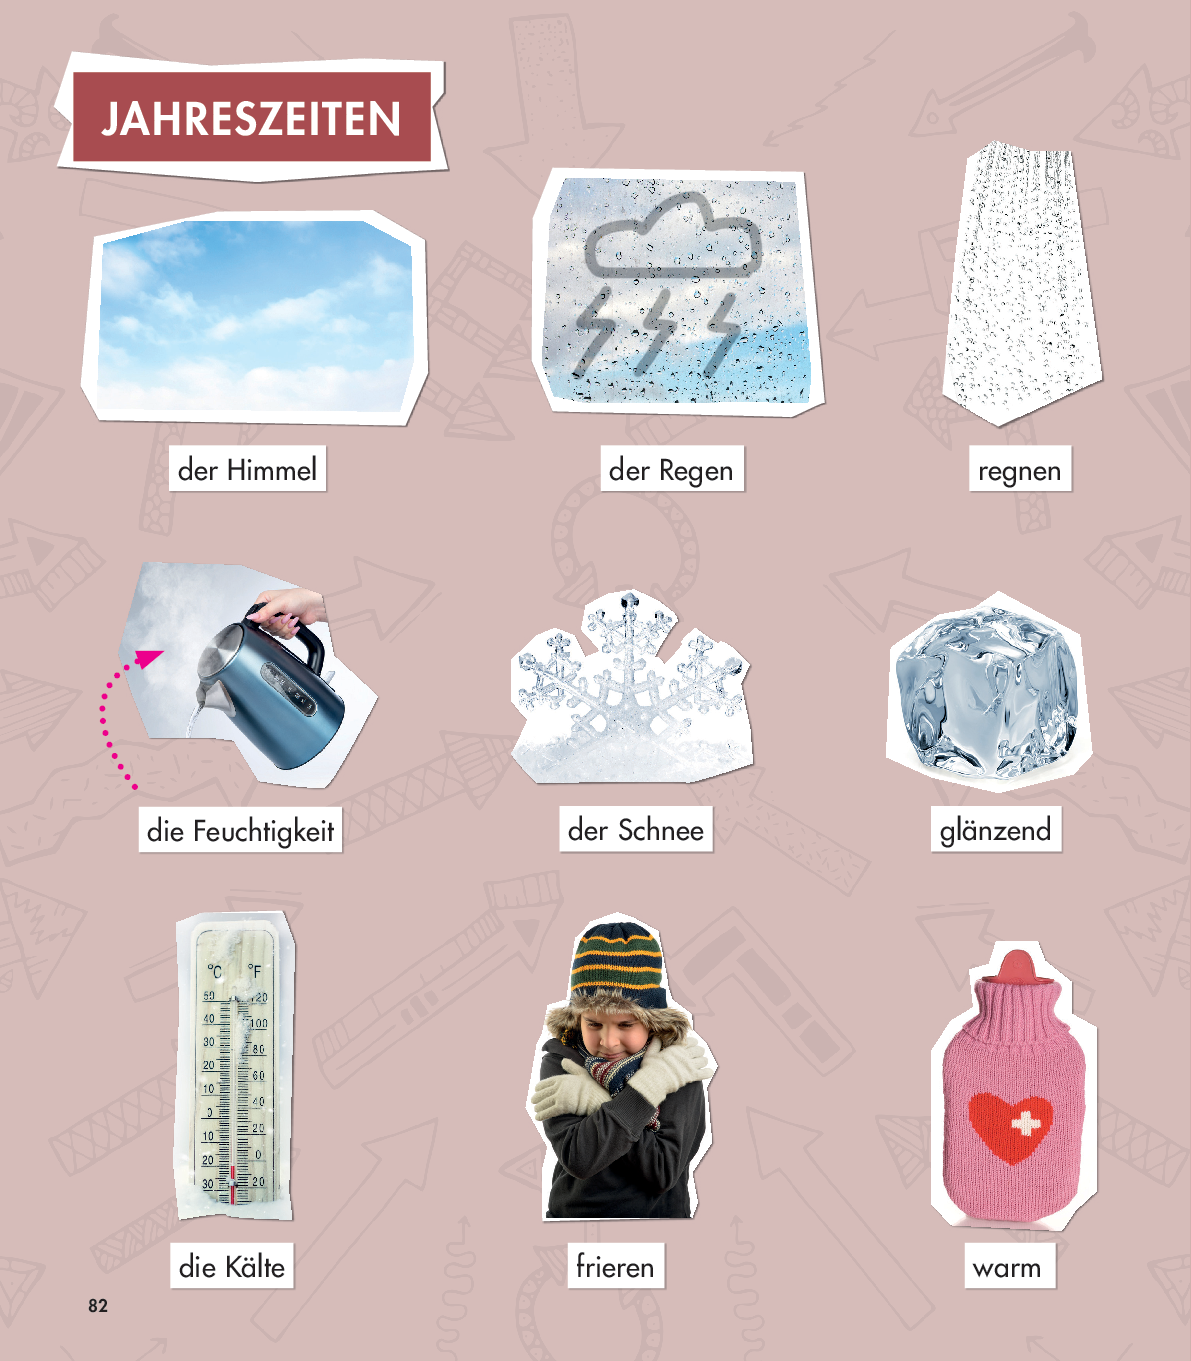 JAHRESZEITEN
der Himmel
der Regen
regnen
die Feuchtigkeit
der Schnee
glänzend
°C °F
50 120
40 100
30 80
20 60
10 40
0 20
10 0
20 20
30
die Kälte
frieren
warm
82